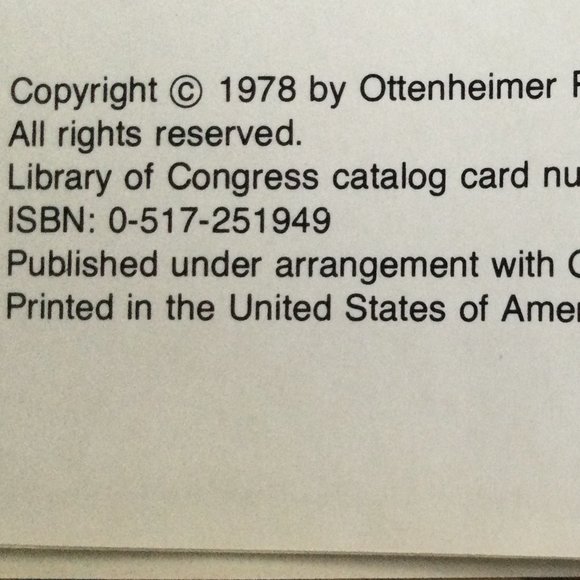 Copyright © 1978 by Ottenheimer
All rights reserved.
Library of Congress catalog card
ISBN: 0-517-251949
Published under arrangement with
Printed in the United States of